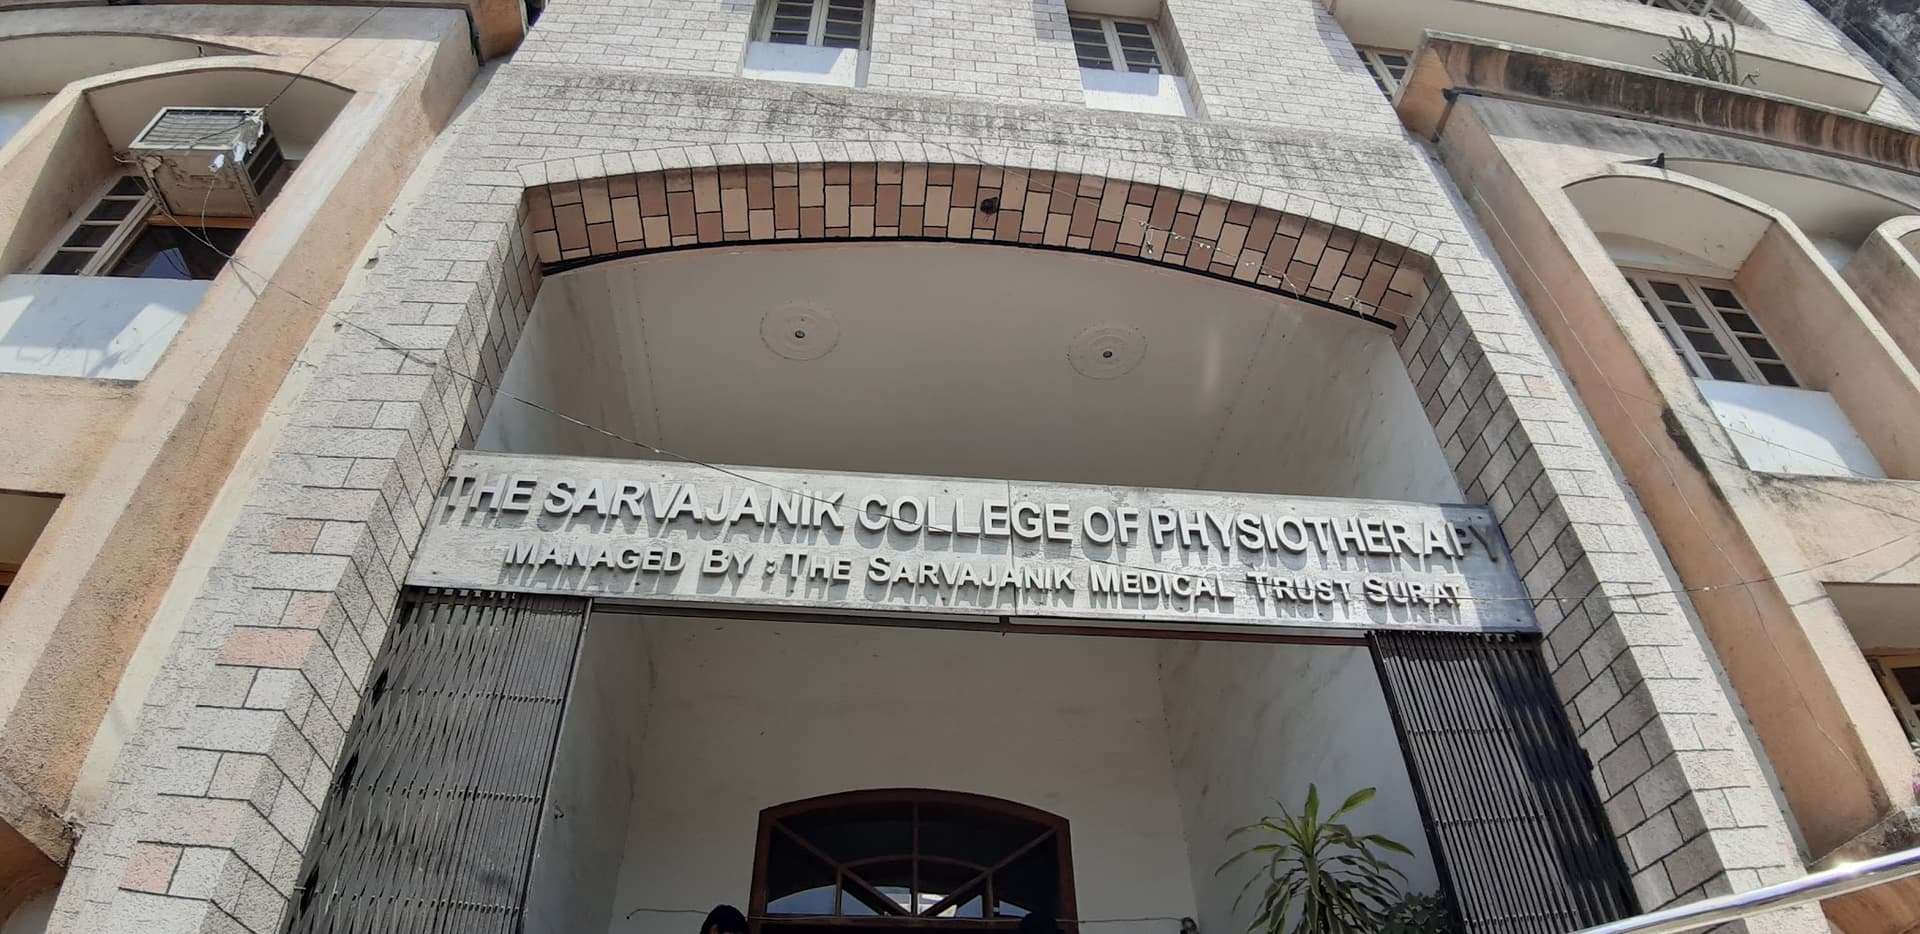 THE SARVAJANIK COLLEGE OF PHYSIOTHERAPY
MANAGED BY : THE SARVAJANIK MEDICAL TRUST SURAT